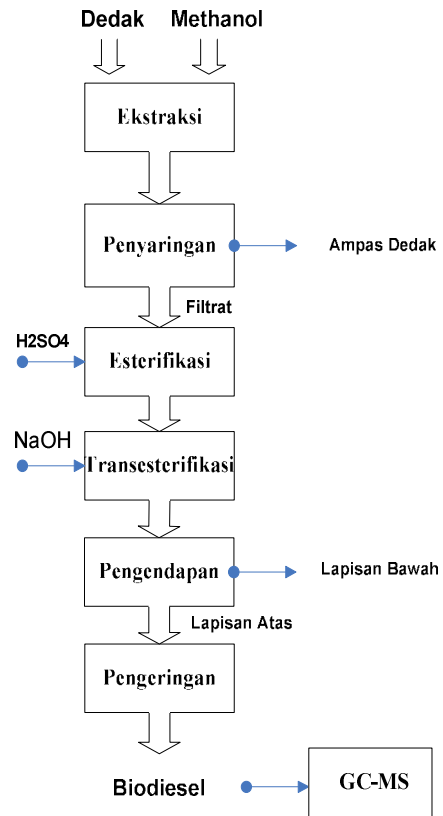 Dedak Methanol
Ekstraksi
Penyaringan
Ampas Dedak
Filtrat
H2SO4
Esterifikasi
NaOH
Transesterifikasi
Pengendapan
Lapisan Bawah
Lapisan Atas
Pengeringan
Biodiesel
GC-MS